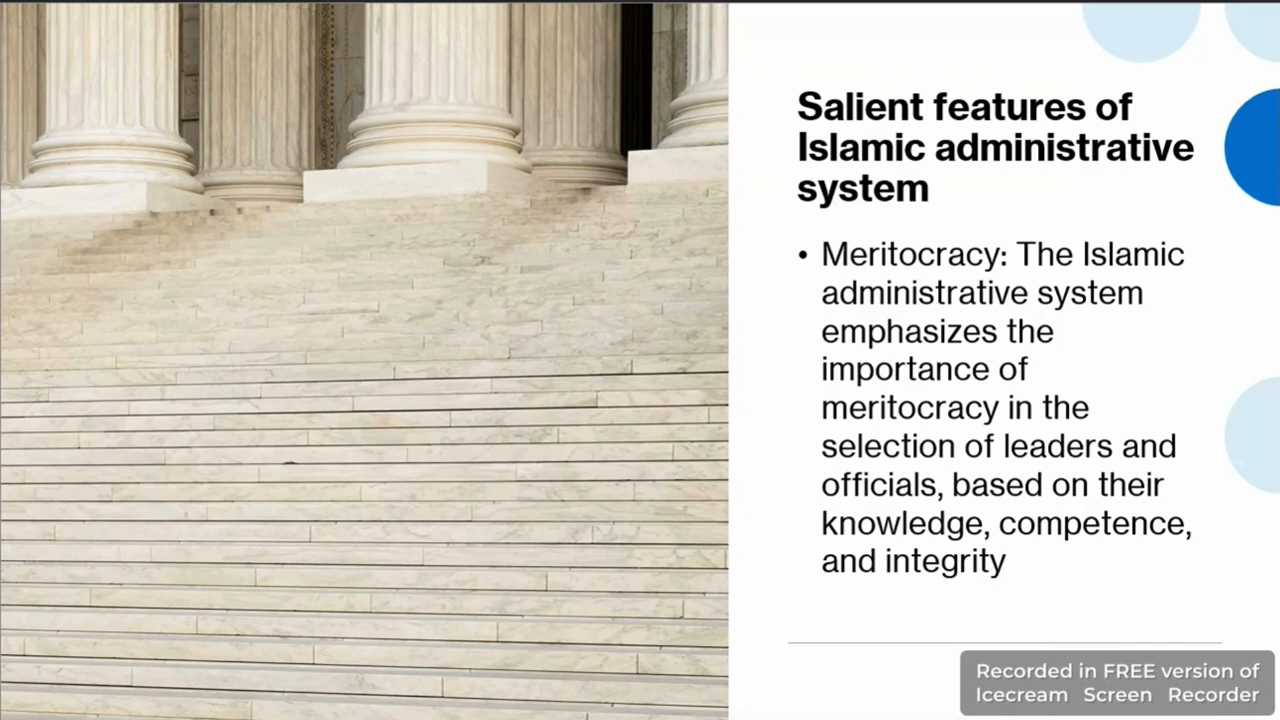 Salient features of
Islamic administrative
system
• Meritocracy: The Islamic
administrative system
emphasizes the
importance of
meritocracy in the
selection of leaders and
officials, based on their
knowledge, competence,
and integrity
Recorded in FREE version of
Icecream Screen Recorder